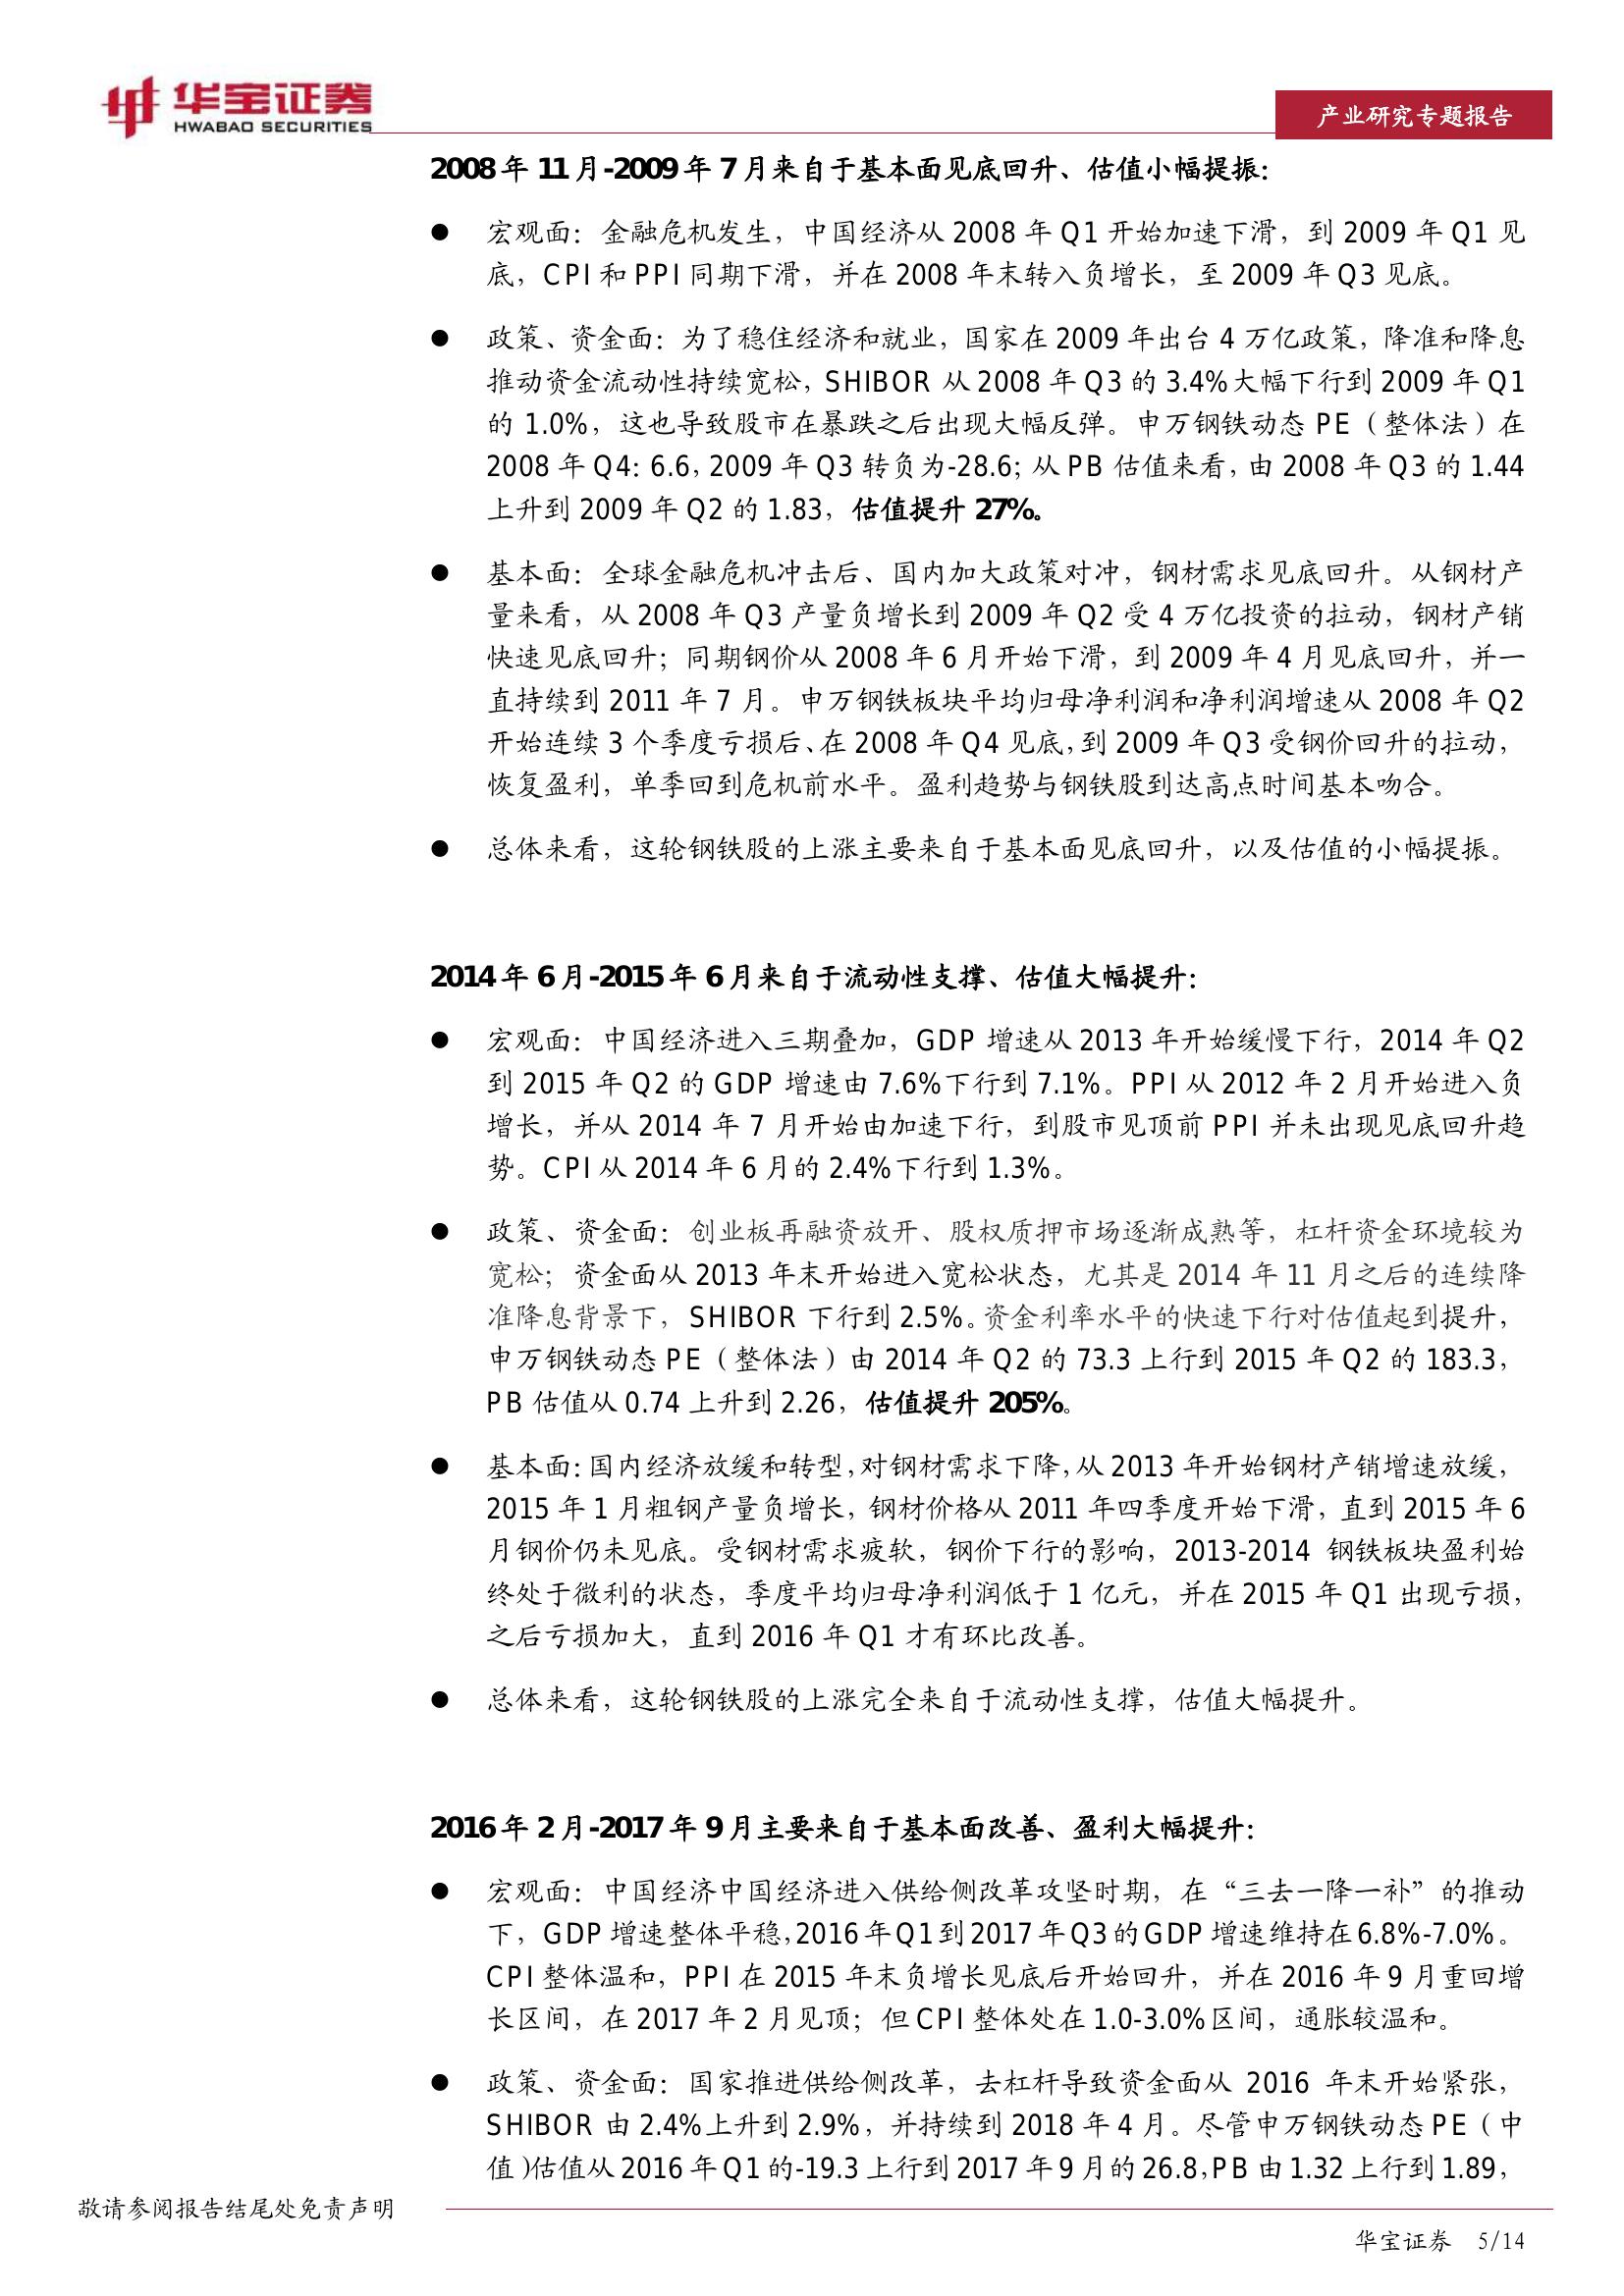 华宝证券
HWABAO SECURITIES
产业研究专题报告
2008年 11月-2009年 7月来自于基本面见底回升、估值小幅提振：
● 宏观面：金融危机发生，中国经济从 2008 年 Q1 开始加速下滑，到 2009 年 Q1 见
底，CPI 和 PPI 同期下滑，并在 2008 年末转入负增长，至 2009 年 Q3 见底。
● 政策、资金面：为了稳住经济和就业，国家在 2009 年出台 4 万亿政策，降准和降息
推动资金流动性持续宽松，SHIBOR 从 2008 年 Q3 的 3.4%大幅下行到 2009 年 Q1
的 1.0%，这也导致股市在暴跌之后出现大幅反弹。申万钢铁动态 PE（整体法）在
2008 年 Q4: 6.6，2009 年 Q3 转负为-28.6；从 PB 估值来看，由 2008 年 Q3 的 1.44
上升到 2009 年 Q2 的 1.83，估值提升 27%。
● 基本面：全球金融危机冲击后、国内加大政策对冲，钢材需求见底回升。从钢材产
量来看，从 2008 年 Q3 产量负增长到 2009 年 Q2 受 4 万亿投资的拉动，钢材产销
快速见底回升；同期钢价从 2008 年 6 月开始下滑，到 2009 年 4 月见底回升，并一
直持续到 2011 年 7 月。申万钢铁板块平均归母净利润和净利润增速从 2008 年 Q2
开始连续 3 个季度亏损后、在 2008 年 Q4 见底，到 2009 年 Q3 受钢价回升的拉动，
恢复盈利，单季回到危机前水平。盈利趋势与钢铁股到达高点时间基本吻合。
● 总体来看，这轮钢铁股的上涨主要来自于基本面见底回升，以及估值的小幅提振。
2014年 6月-2015年 6月来自于流动性支撑、估值大幅提升：
● 宏观面：中国经济进入三期叠加，GDP 增速从 2013 年开始缓慢下行，2014 年 Q2
到 2015 年 Q2 的 GDP 增速由 7.6%下行到 7.1%。PPI 从 2012 年 2 月开始进入负
增长，并从 2014 年 7 月开始由加速下行，到股市见顶前 PPI 并未出现见底回升趋
势。CPI 从 2014 年 6 月的 2.4%下行到 1.3%。
● 政策、资金面：创业板再融资放开、股权质押市场逐渐成熟等，杠杆资金环境较为
宽松；资金面从 2013 年末开始进入宽松状态，尤其是 2014 年 11 月之后的连续降
准降息背景下，SHIBOR 下行到 2.5%。资金利率水平的快速下行对估值起到提升，
申万钢铁动态 PE（整体法）由 2014 年 Q2 的 73.3 上行到 2015 年 Q2 的 183.3，
PB 估值从 0.74 上升到 2.26，估值提升 205%。
● 基本面：国内经济放缓和转型，对钢材需求下降，从 2013 年开始钢材产销增速放缓，
2015 年 1 月粗钢产量负增长，钢材价格从 2011 年四季度开始下滑，直到 2015 年 6
月钢价仍未见底。受钢材需求疲软，钢价下行的影响，2013-2014 钢铁板块盈利始
终处于微利的状态，季度平均归母净利润低于 1 亿元，并在 2015 年 Q1 出现亏损，
之后亏损加大，直到 2016 年 Q1 才有环比改善。
● 总体来看，这轮钢铁股的上涨完全来自于流动性支撑，估值大幅提升。
2016年 2月-2017年 9月主要来自于基本面改善、盈利大幅提升：
● 宏观面：中国经济中国经济进入供给侧改革攻坚时期，在“三去一降一补”的推动
下，GDP 增速整体平稳，2016 年 Q1 到 2017 年 Q3 的 GDP 增速维持在 6.8%-7.0%。
CPI 整体温和，PPI 在 2015 年末负增长见底后开始回升，并在 2016 年 9 月重回增
长区间，在 2017 年 2 月见顶；但 CPI 整体处在 1.0-3.0%区间，通胀较温和。
● 政策、资金面：国家推进供给侧改革，去杠杆导致资金面从 2016 年末开始紧张，
SHIBOR 由 2.4%上升到 2.9%，并持续到 2018 年 4 月。尽管申万钢铁动态 PE（中
值）估值从 2016 年 Q1 的-19.3 上行到 2017 年 9 月的 26.8，PB 由 1.32 上行到 1.89，
敬请参阅报告结尾处免责声明
华宝证券 5/14